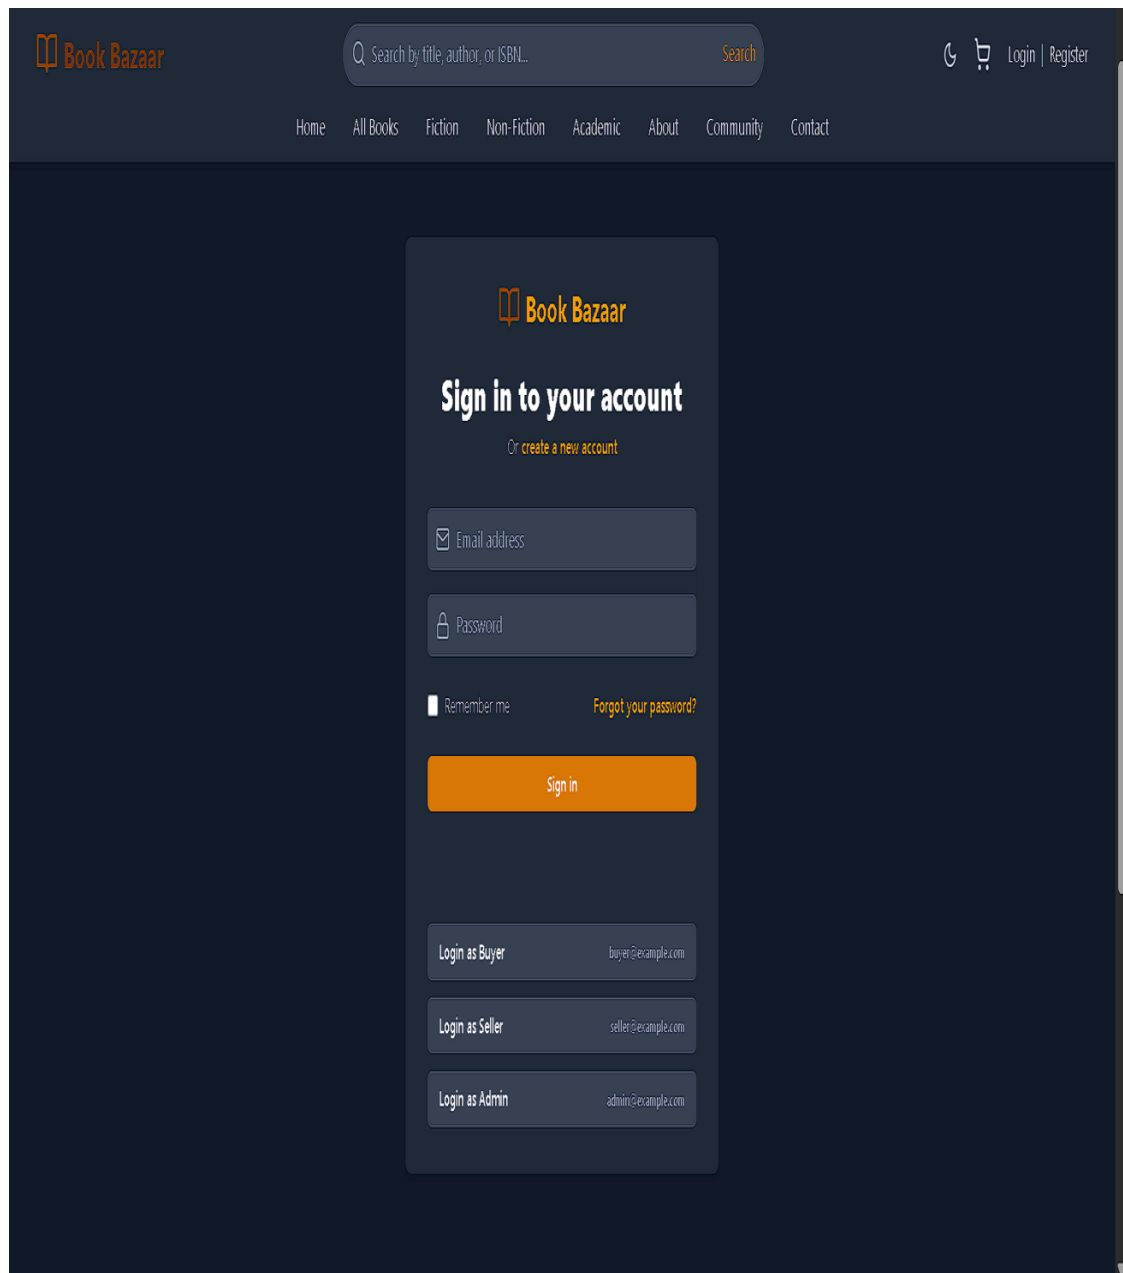 Book Bazaar
Search by title, author, or ISBN...
Search
Login | Register
Home All Books Fiction Non-Fiction Academic About Community Contact
Book Bazaar
Sign in to your account
Or create a new account
Email address
Password
Remember me Forgot your password?
Sign in
Login as Buyer buyer@example.com
Login as Seller seller@example.com
Login as Admin admin@example.com